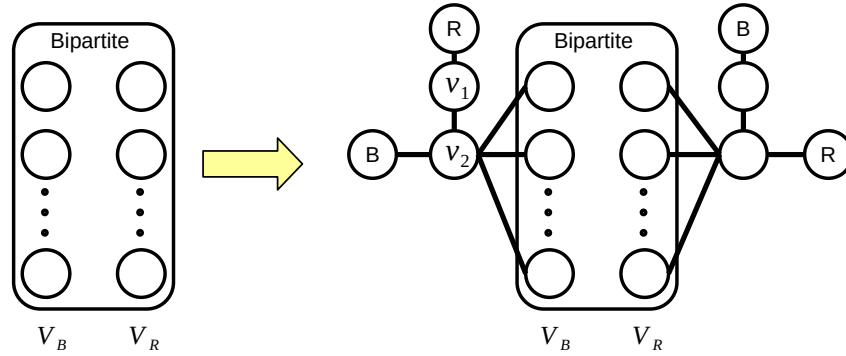 Bipartite
V_B V_R
R
v_1
B
v_2
Bipartite
V_B V_R
B
R